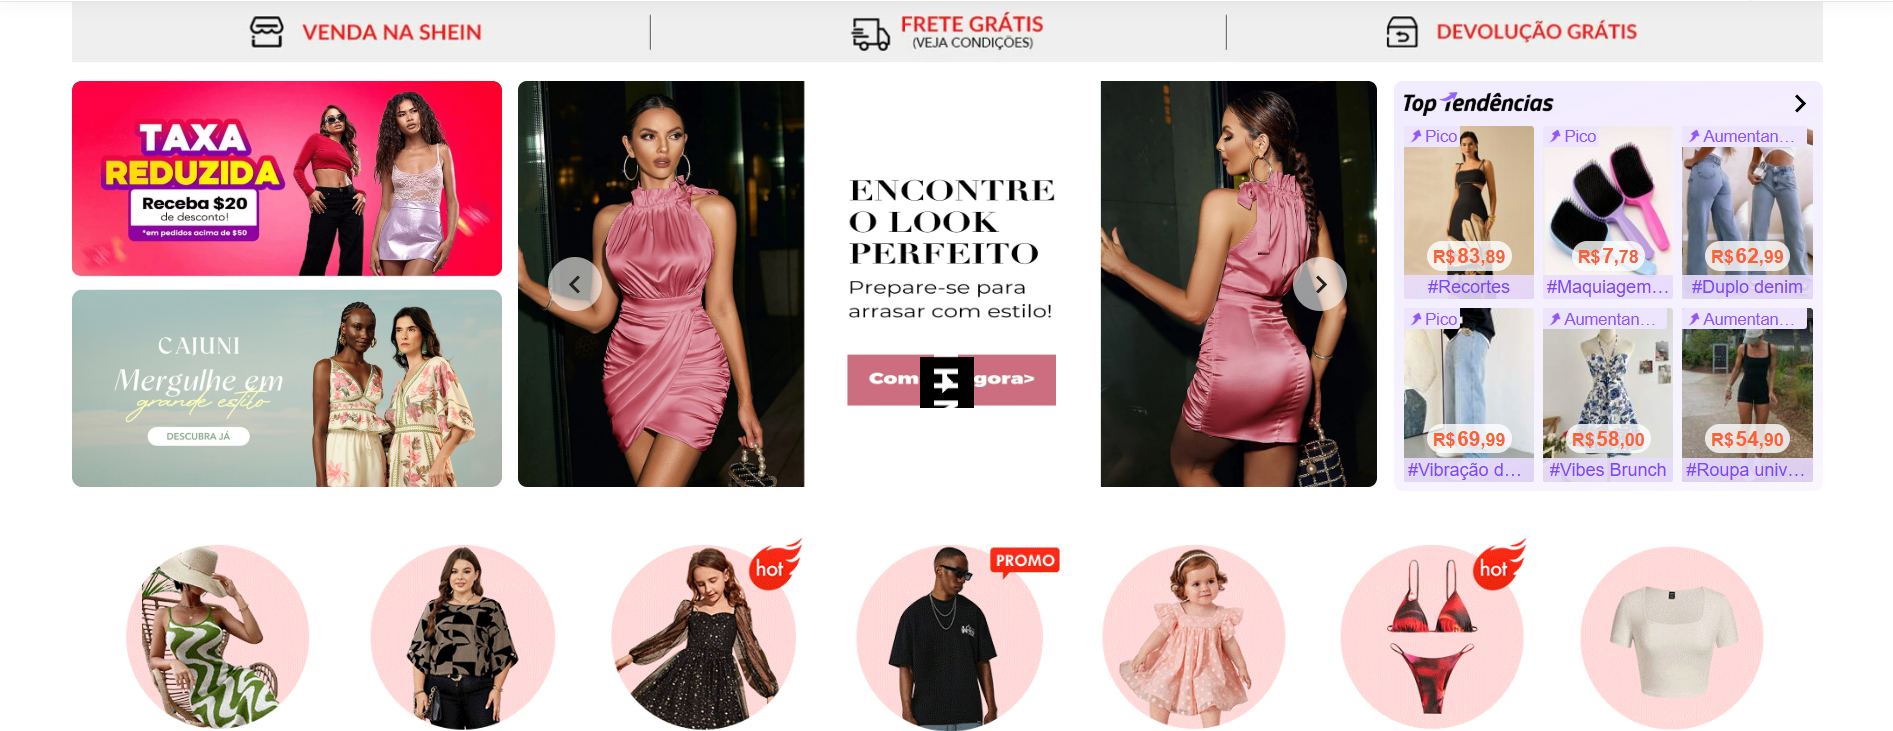 VENDA NA SHEIN
FRETE GRÁTIS
(VEJA CONDIÇÕES)
DEVOLUÇÃO GRÁTIS
TAXA
REDUZIDA
Receba $20
de desconto!
*em pedidos acima de $50
CAJUNI
Mergulhe em
grande estilo
DESCUBRA JÁ
ENCONTRE
O LOOK
PERFEITO
Prepare-se para
arrasar com estilo!
Com
gora>
Top Tendências
Pico
R$83,89
#Recortes
Pico
R$7,78
#Maquiagem…
Aumentan…
R$62,99
#Duplo denim
Pico
R$69,99
#Vibração d…
Aumentan…
R$58,00
#Vibes Brunch
Aumentan…
R$54,90
#Roupa univ…
hot
PROMO
hot